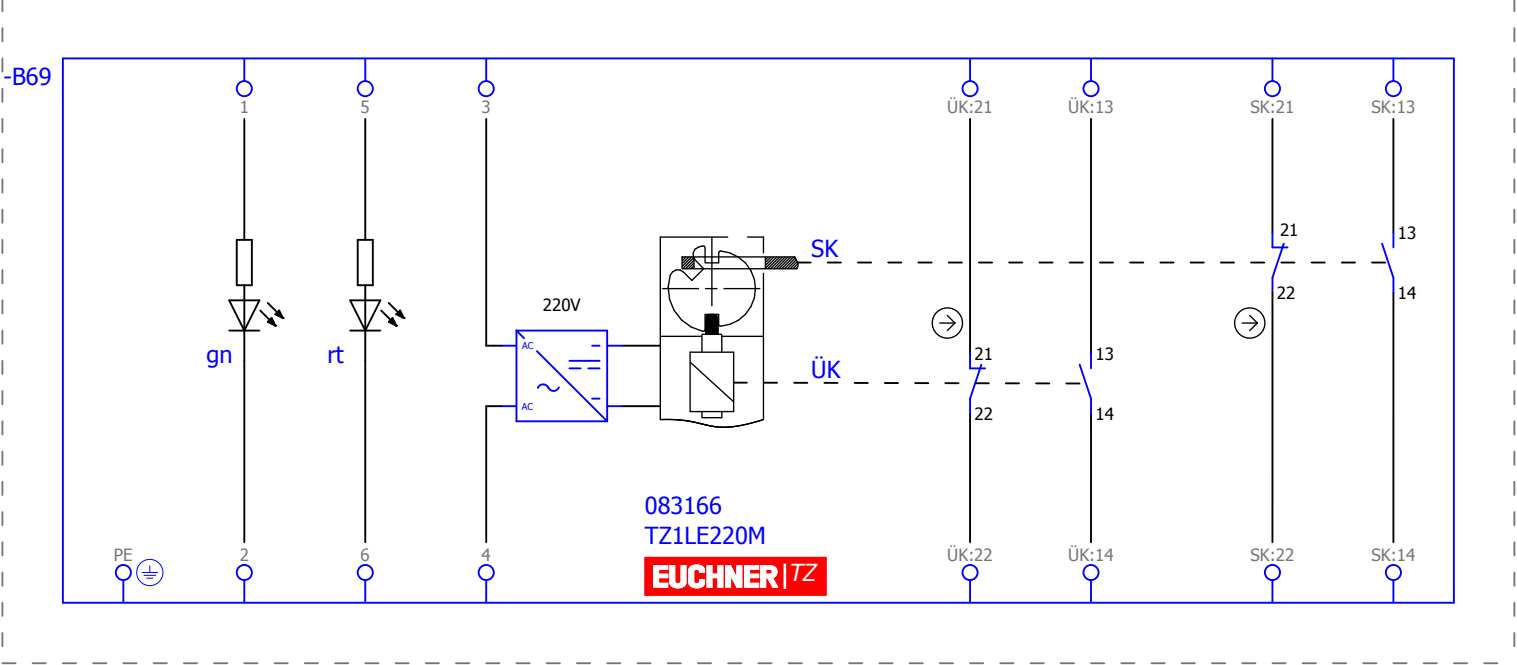 -B69
1
5
3
ÜK:21
ÜK:13
SK:21
SK:13
21
13
SK
22
14
220V
AC
gn
rt
21
13
ÜK
AC
22
14
083166
TZ1LE220M
PE
2
6
4
ÜK:22
ÜK:14
SK:22
SK:14
EUCHNER|TZ